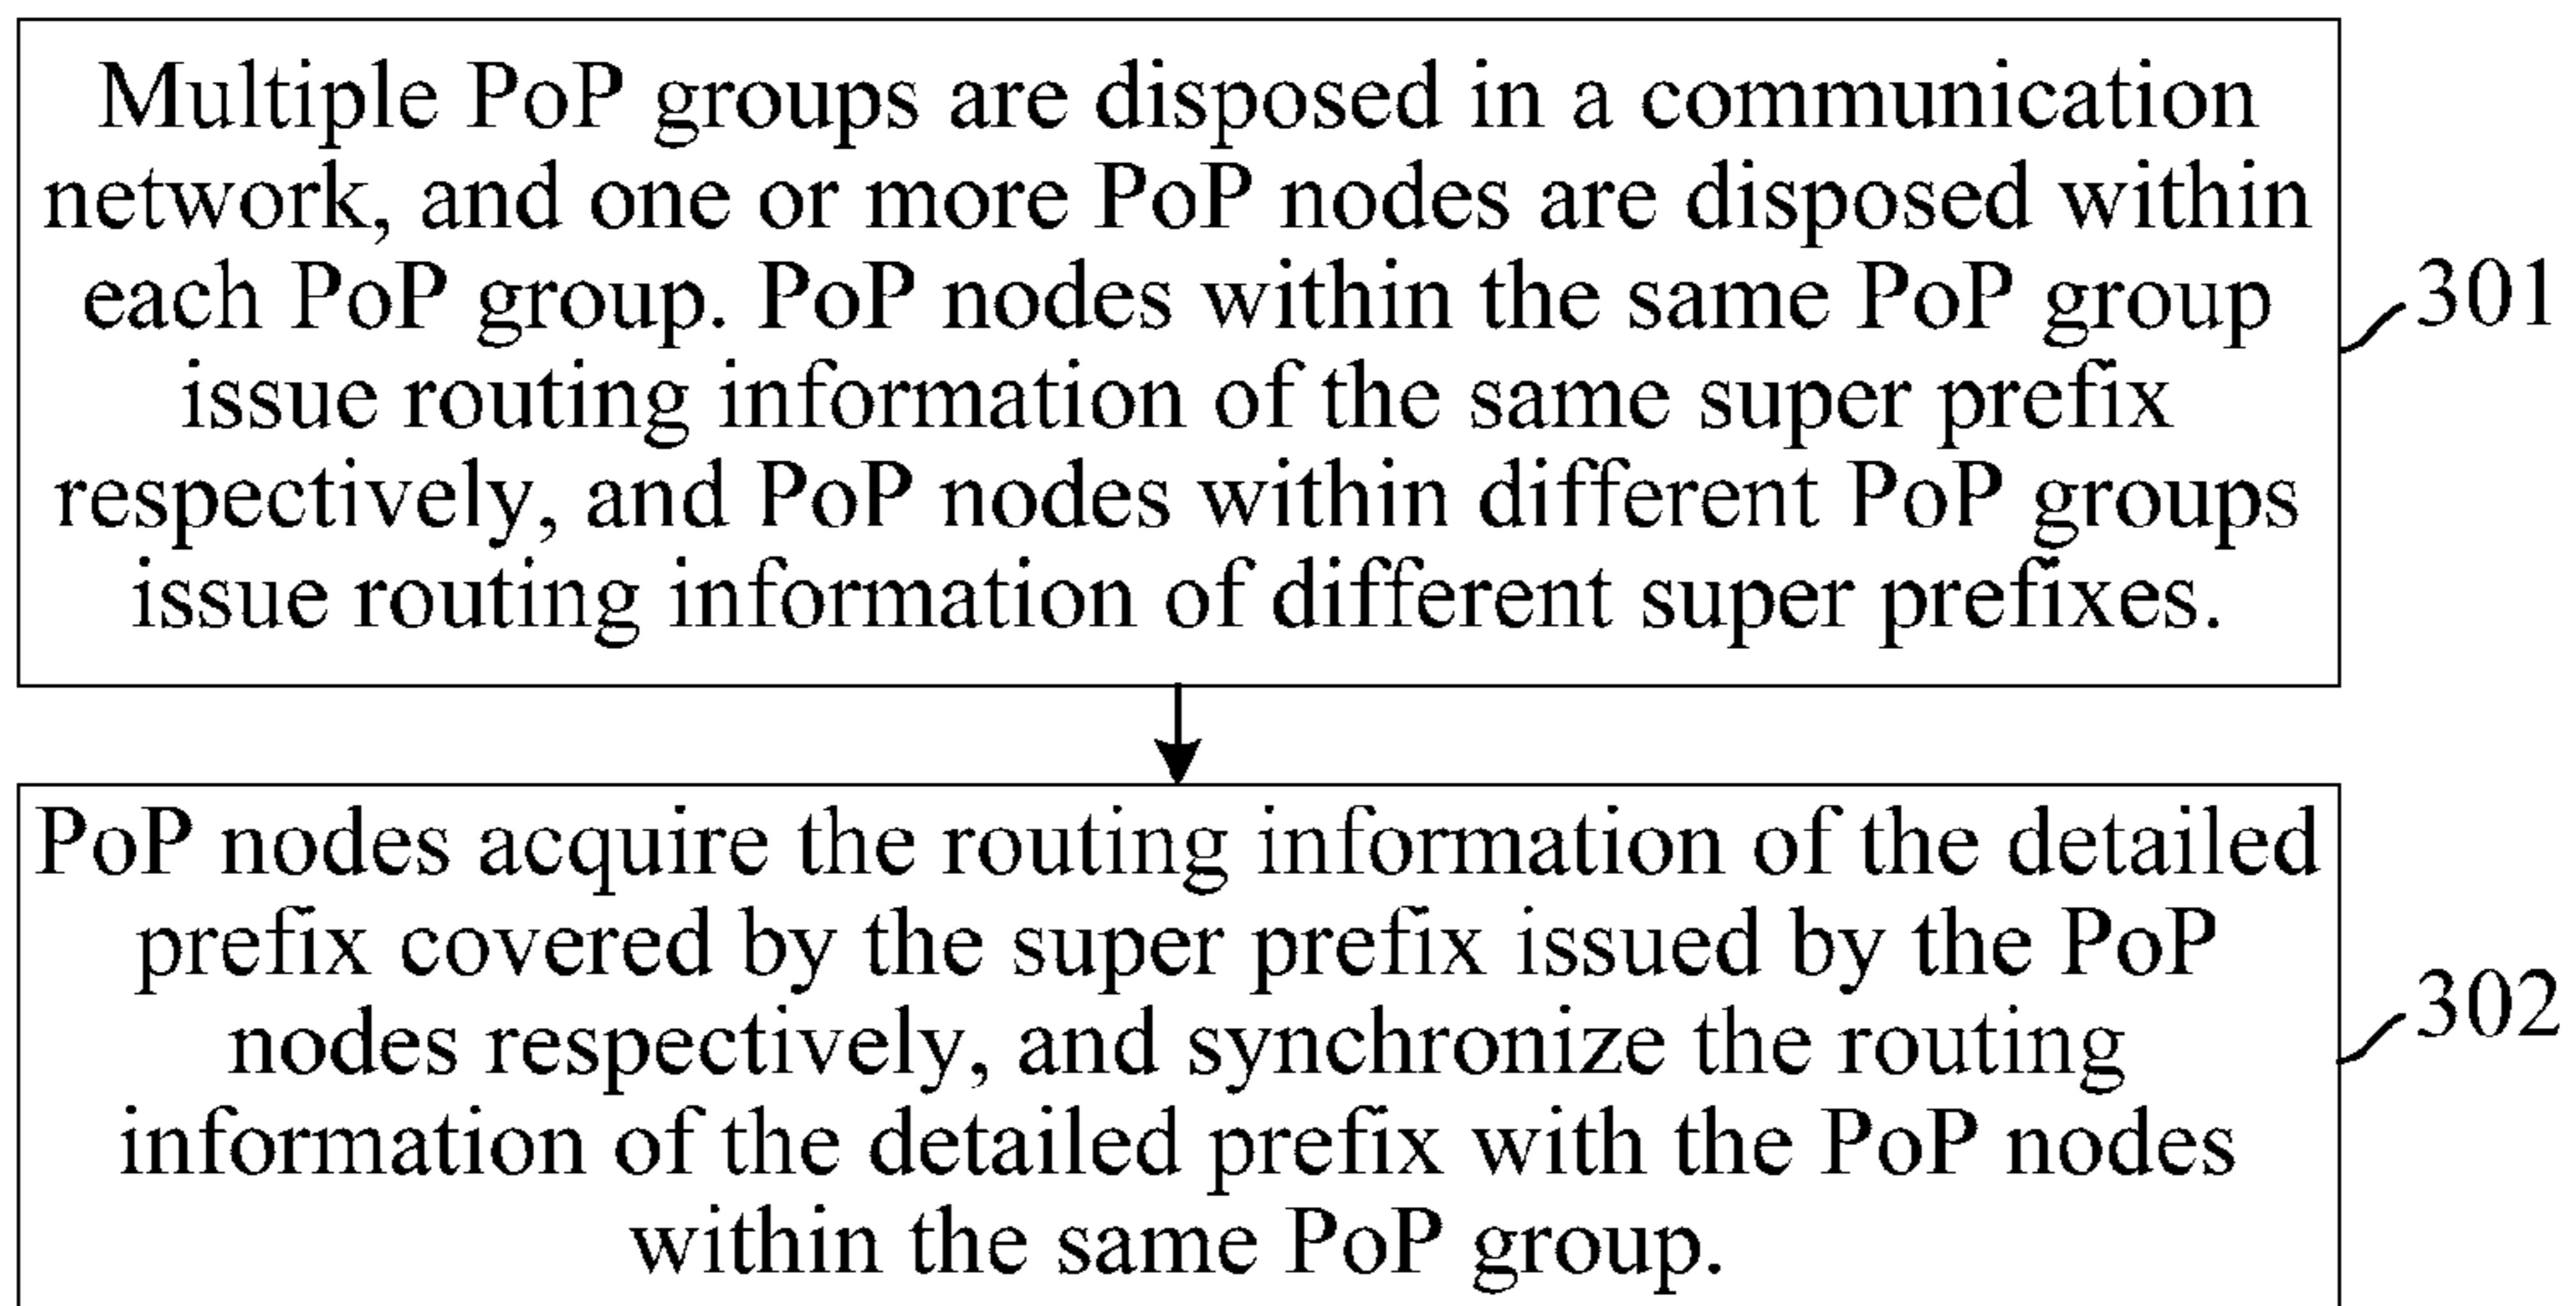 Multiple PoP groups are disposed in a communication
network, and one or more PoP nodes are disposed within
each PoP group. PoP nodes within the same PoP group
issue routing information of the same super prefix
respectively, and PoP nodes within different PoP groups
issue routing information of different super prefixes.
301
PoP nodes acquire the routing information of the detailed
prefix covered by the super prefix issued by the PoP
nodes respectively, and synchronize the routing
information of the detailed prefix with the PoP nodes
within the same PoP group.
302